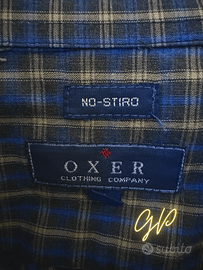 NO-STIRO
OXER
CLOTHING COMPANY
GP
subito